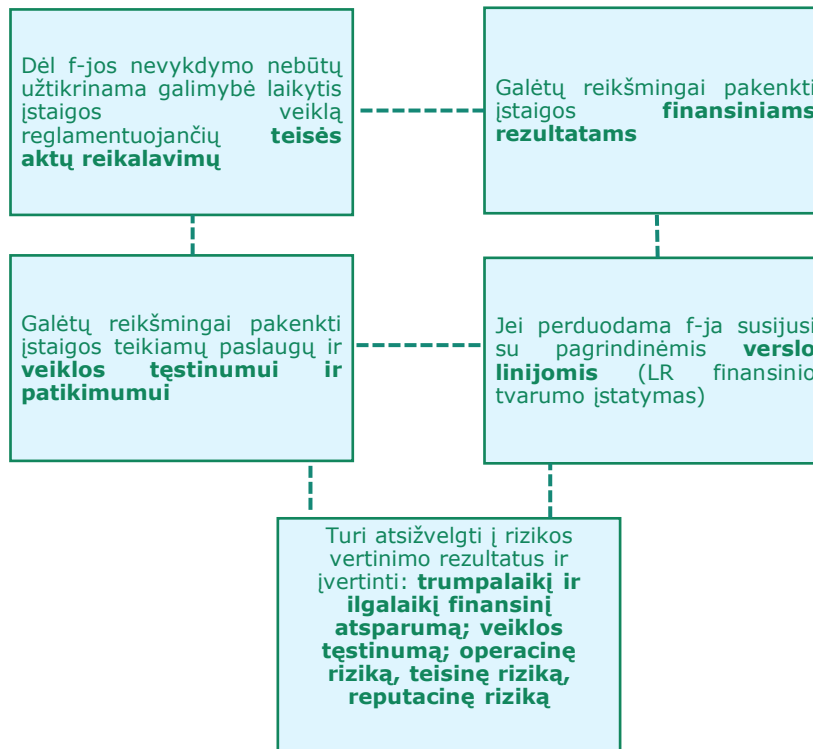 Dėl f-jos nevykdymo nebūtų
užtikrinama galimybė laikytis
įstaigos veiklą
reglamentuojančių teisės
aktų reikalavimų
Galėtų reikšmingai pakenkti
įstaigos finansiniams
rezultatams
Galėtų reikšmingai pakenkti
įstaigos teikiamų paslaugų ir
veiklos tęstinumui ir
patikimumui
Jei perduodama f-ja susijusi
su pagrindinėmis verslo
linijomis (LR finansinio
tvarumo įstatymas)
Turi atsižvelgti į rizikos
vertinimo rezultatus ir
įvertinti: trumpalaikį ir
ilgalaikį finansinį
atsparumą; veiklos
tęstinumą; operacinę
riziką, teisinę riziką,
reputacinę riziką